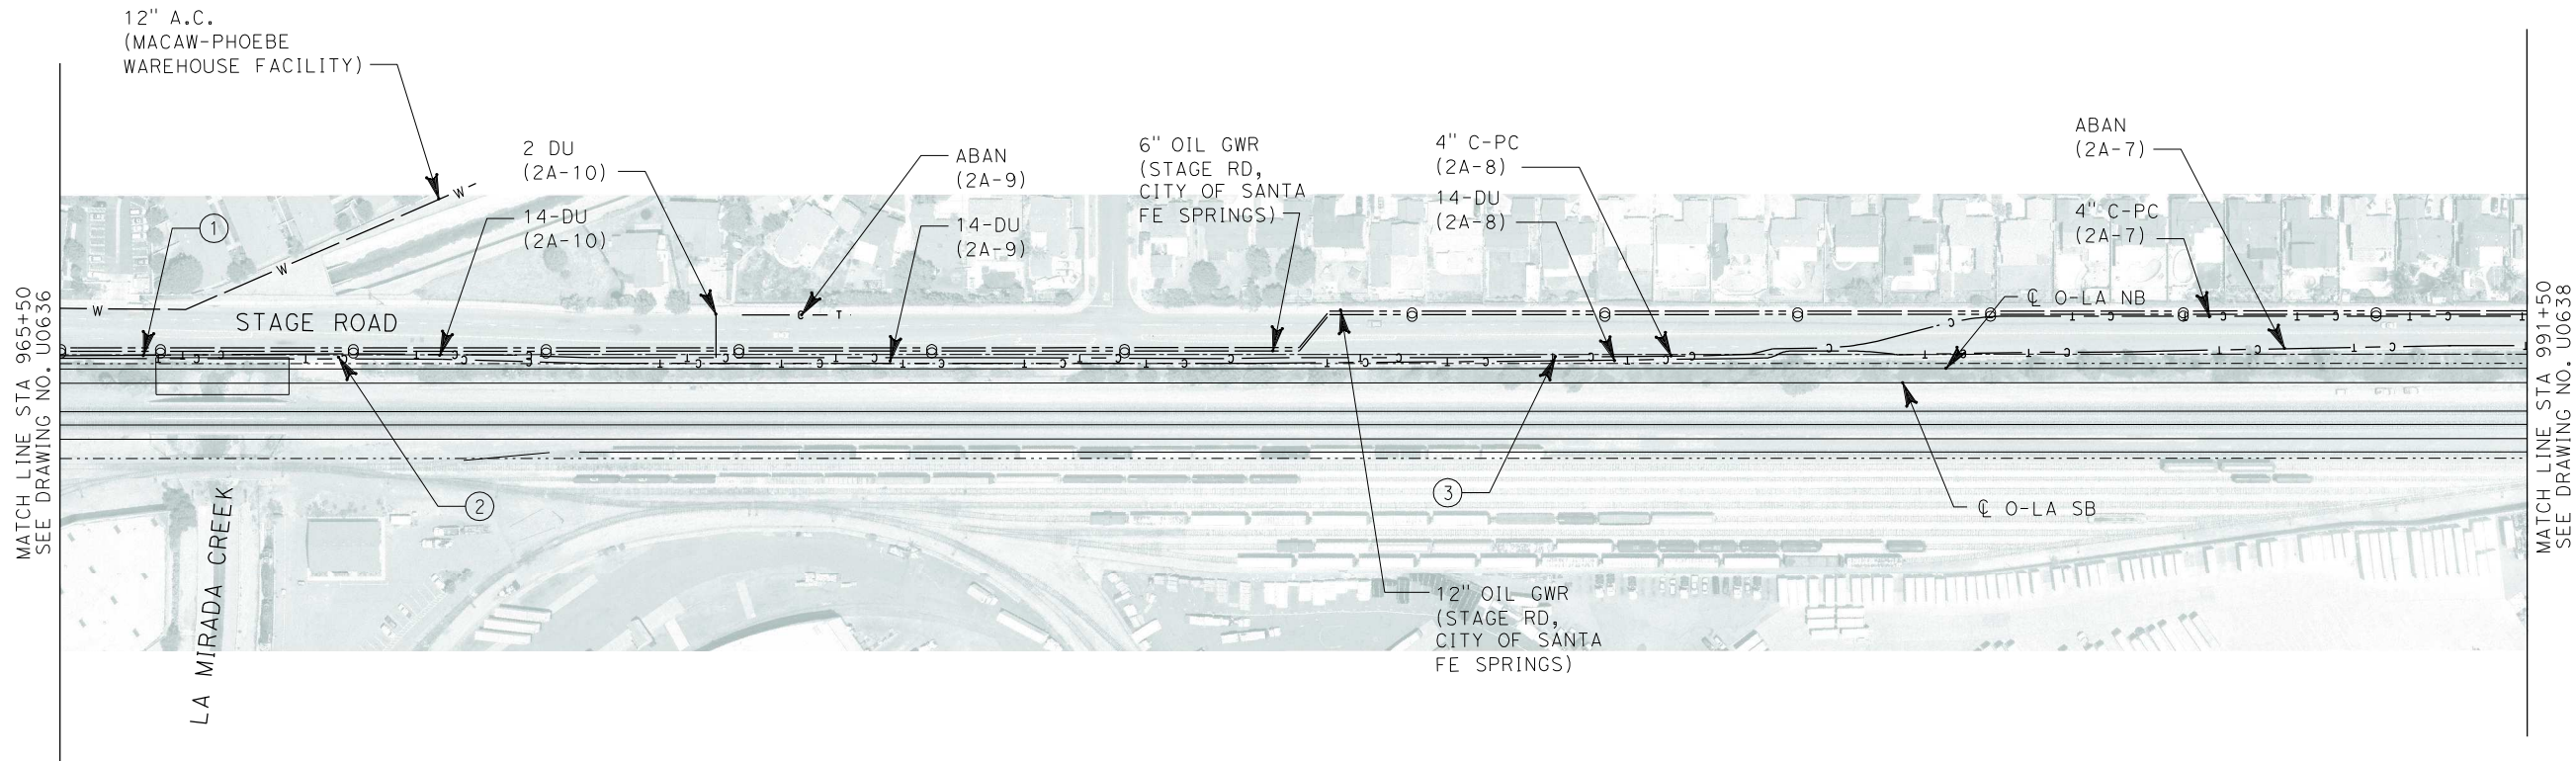 12" A.C.
(MACAW-PHOEBE
WAREHOUSE FACILITY)
2 DU
(2A-10)
14-DU
(2A-10)
ABAN
(2A-9)
14-DU
(2A-9)
6" OIL GWR
(STAGE RD,
CITY OF SANTA
FE SPRINGS)
4" C-PC
(2A-8)
14-DU
(2A-8)
ABAN
(2A-7)
4" C-PC
(2A-7)
1
W
W
W
STAGE ROAD
℄ O-LA NB
MATCH LINE STA 965+50
SEE DRAWING NO. U0636
MATCH LINE STA 991+50
SEE DRAWING NO. U0638
2
3
℄ O-LA SB
LA MIRADA CREEK
12" OIL GWR
(STAGE RD,
CITY OF SANTA
FE SPRINGS)